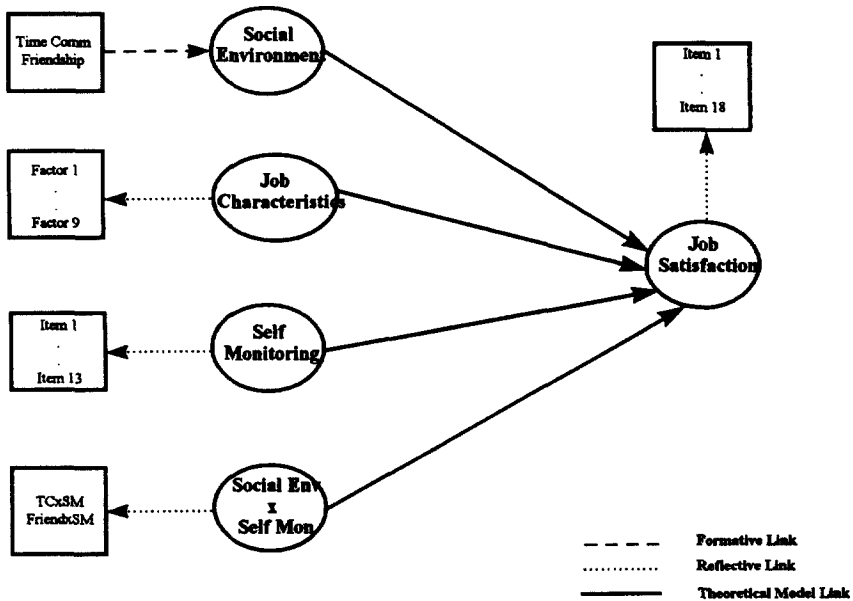 Time Comm
Friendship
Social
Environment
Item 1
.
.
Item 18
Factor 1
.
.
Factor 9
Job
Characteristics
Job
Satisfaction
Item 1
.
.
Item 13
Self
Monitoring
TCxSM
FriendxSM
Social Env
x
Self Mon
Formative Link
Reflective Link
Theoretical Model Link